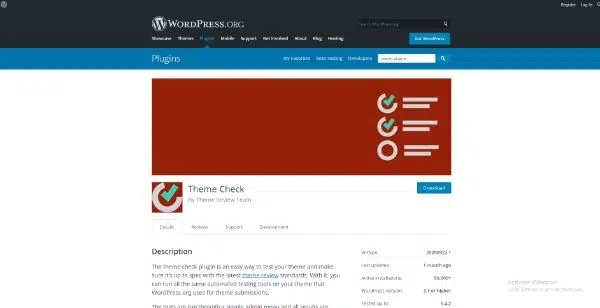 Register Log In
WORDPRESS.ORG
Search WordPress.org
Showcase Themes Plugins Mobile Support Get Involved About Blog Hosting
Get WordPress
Plugins
My Favorites Beta Testing Developers
Search plugins
Theme Check
By Theme Review Team
Download
Details Reviews Support Development
Description
The theme check plugin is an easy way to test your theme and make
sure it's up to spec with the latest theme review standards. With it, you
can run all the same automated testing tools on your theme that
WordPress.org uses for theme submissions.
The tests are run through a simple admin menu and all results are
Version: 20200922.1
Last updated: 1 month ago
Active installations:
WordPress Version: 3.7 or higher
Tested up to: 5.4.2
Activate Windows
Go to Settings to activate Windows.